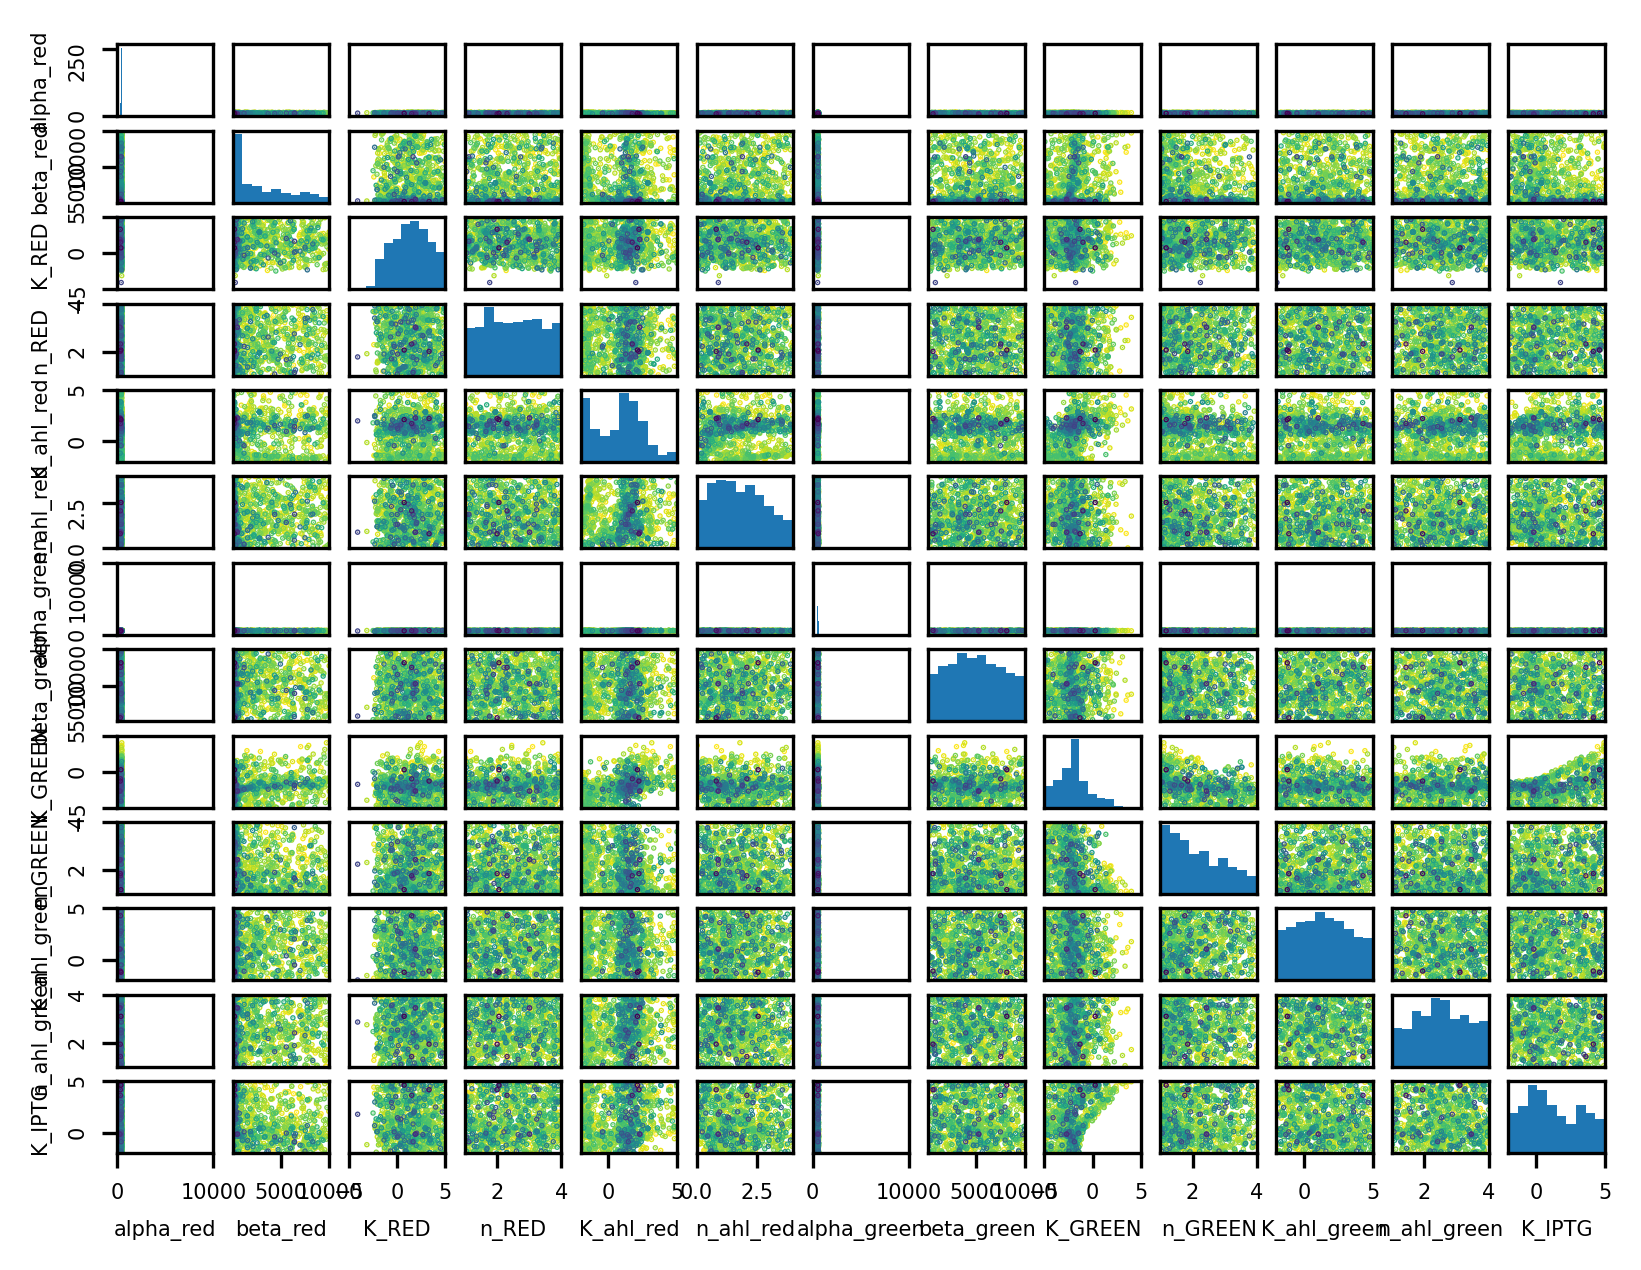 alpha_red
250
0
beta_red
10000
5000
K_RED
5
0
−5
n_RED
4
2
K_ahl_red
5
0
n_ahl_red
2.5
0.0
alpha_green
10000
0
beta_green
10000
5000
K_GREEN
5
0
−5
n_GREEN
4
2
K_ahl_green
5
0
n_ahl_green
4
2
K_IPTG
5
0
0 10000 5000 10000 −5 0 5 2 4 0 5 0.0 2.5 0 10000 5000 10000 −5 0 5 2 4 0 5 2 4 0 5
alpha_red beta_red K_RED n_RED K_ahl_red n_ahl_red alpha_green beta_green K_GREEN n_GREEN K_ahl_green n_ahl_green K_IPTG